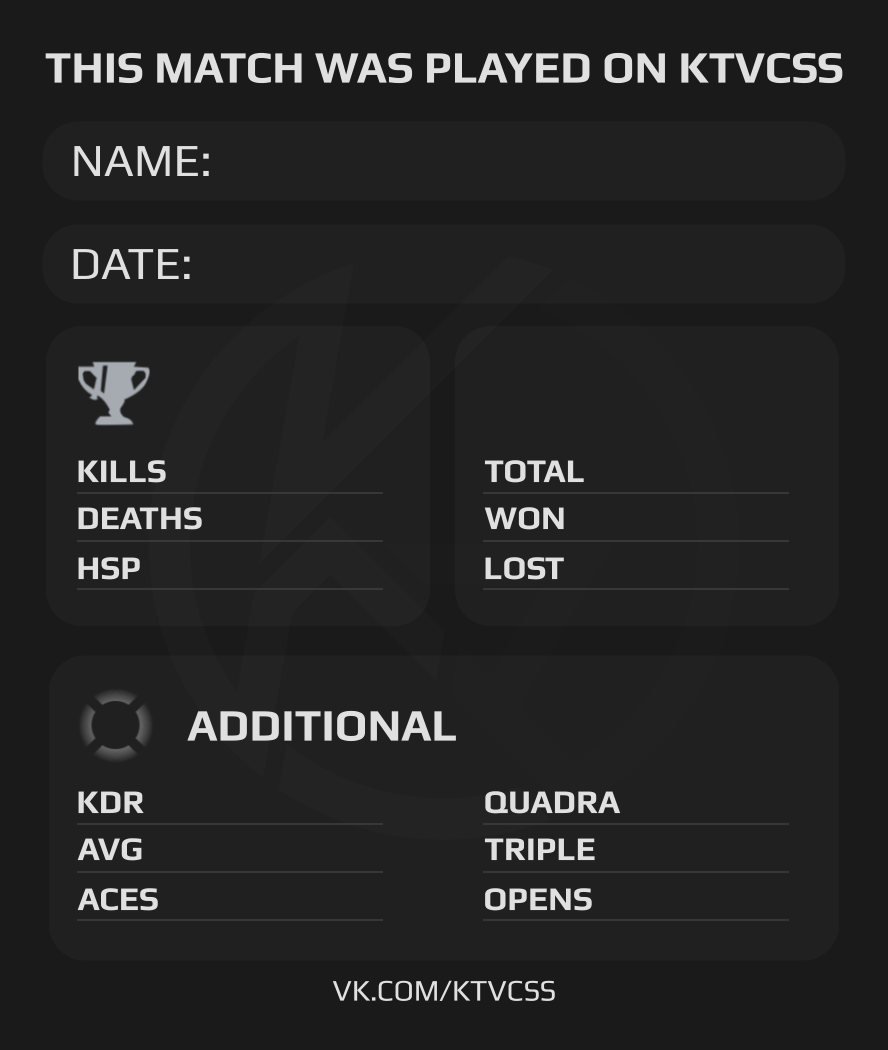 THIS MATCH WAS PLAYED ON KTVCSS
NAME:
DATE:
KILLS
DEATHS
HSP
TOTAL
WON
LOST
ADDITIONAL
KDR
AVG
ACES
QUADRA
TRIPLE
OPENS
VK.COM/KTVCSS